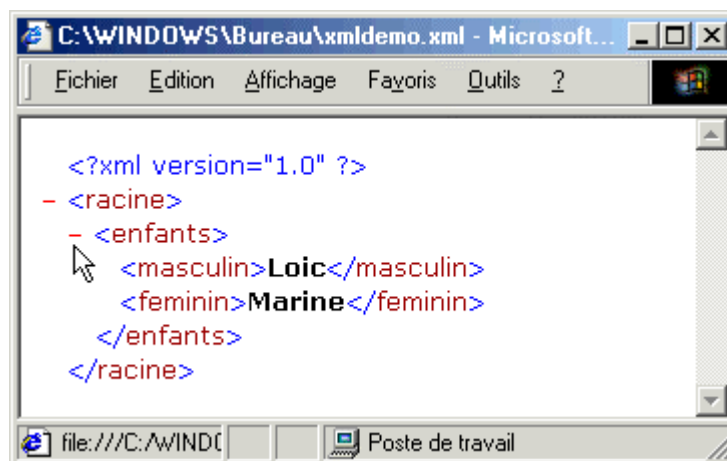 C:\WINDOWS\Bureau\xmldemo.xml - Microsoft...
Fichier Edition Affichage Favoris Outils ?
<?xml version="1.0" ?>
- <racine>
- <enfants>
<masculin>Loic</masculin>
<feminin>Marine</feminin>
</enfants>
</racine>
file:///C:/WINDO Poste de travail